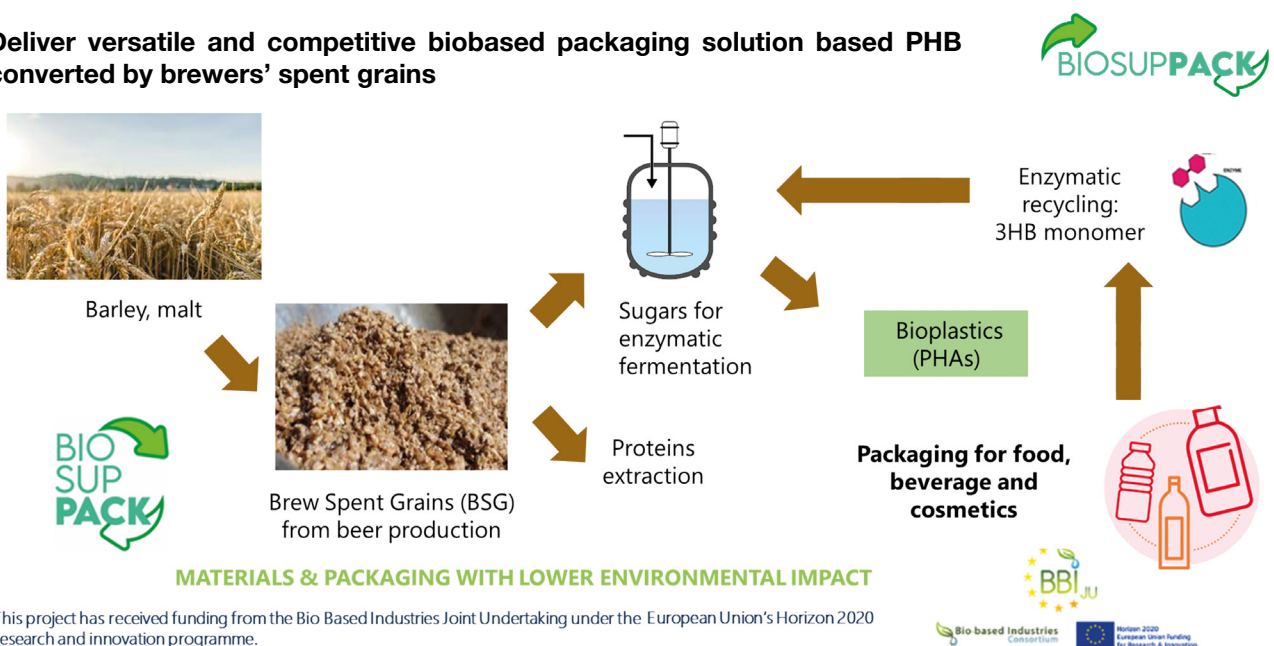 Deliver versatile and competitive biobased packaging solution based PHB
converted by brewers' spent grains
BIOSUPPACK
Barley, malt
Brew Spent Grains (BSG)
from beer production
Sugars for
enzymatic
fermentation
Proteins
extraction
Bioplastics
(PHAs)
Enzymatic
recycling:
3HB monomer
ENZYME
Packaging for food,
beverage and
cosmetics
BIO
SUP
PACK
MATERIALS & PACKAGING WITH LOWER ENVIRONMENTAL IMPACT
This project has received funding from the Bio Based Industries Joint Undertaking under the European Union's Horizon 2020
research and innovation programme.
BBI JU
Bio-based Industries
Consortium
Horizon 2020
European Union Funding
for Research & Innovation